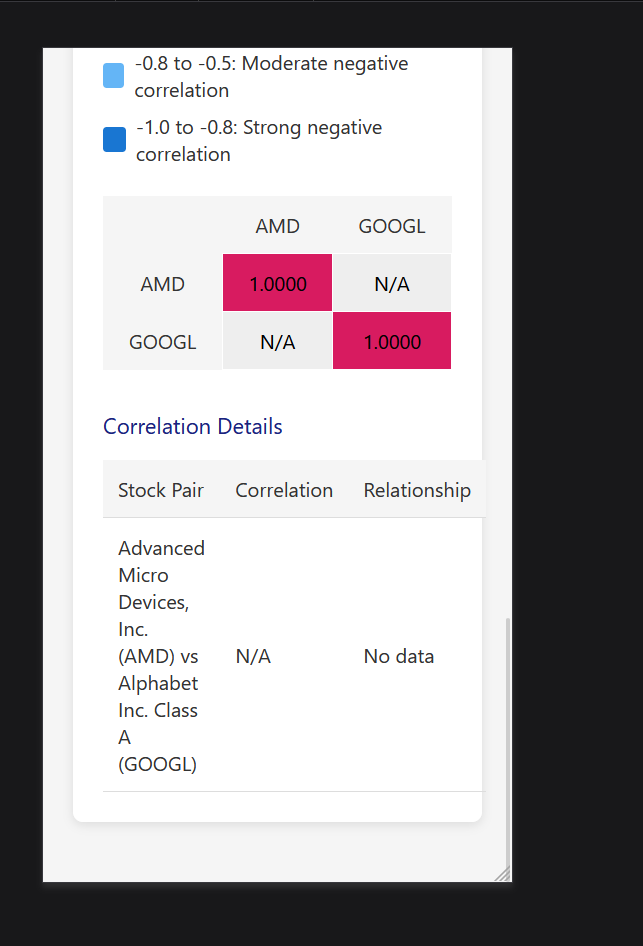 -0.8 to -0.5: Moderate negative
correlation
-1.0 to -0.8: Strong negative
correlation
AMD GOOGL
AMD 1.0000 N/A
GOOGL N/A 1.0000
Correlation Details
Stock Pair Correlation Relationship
Advanced
Micro
Devices,
Inc.
(AMD) vs N/A No data
Alphabet
Inc. Class
A
(GOOGL)